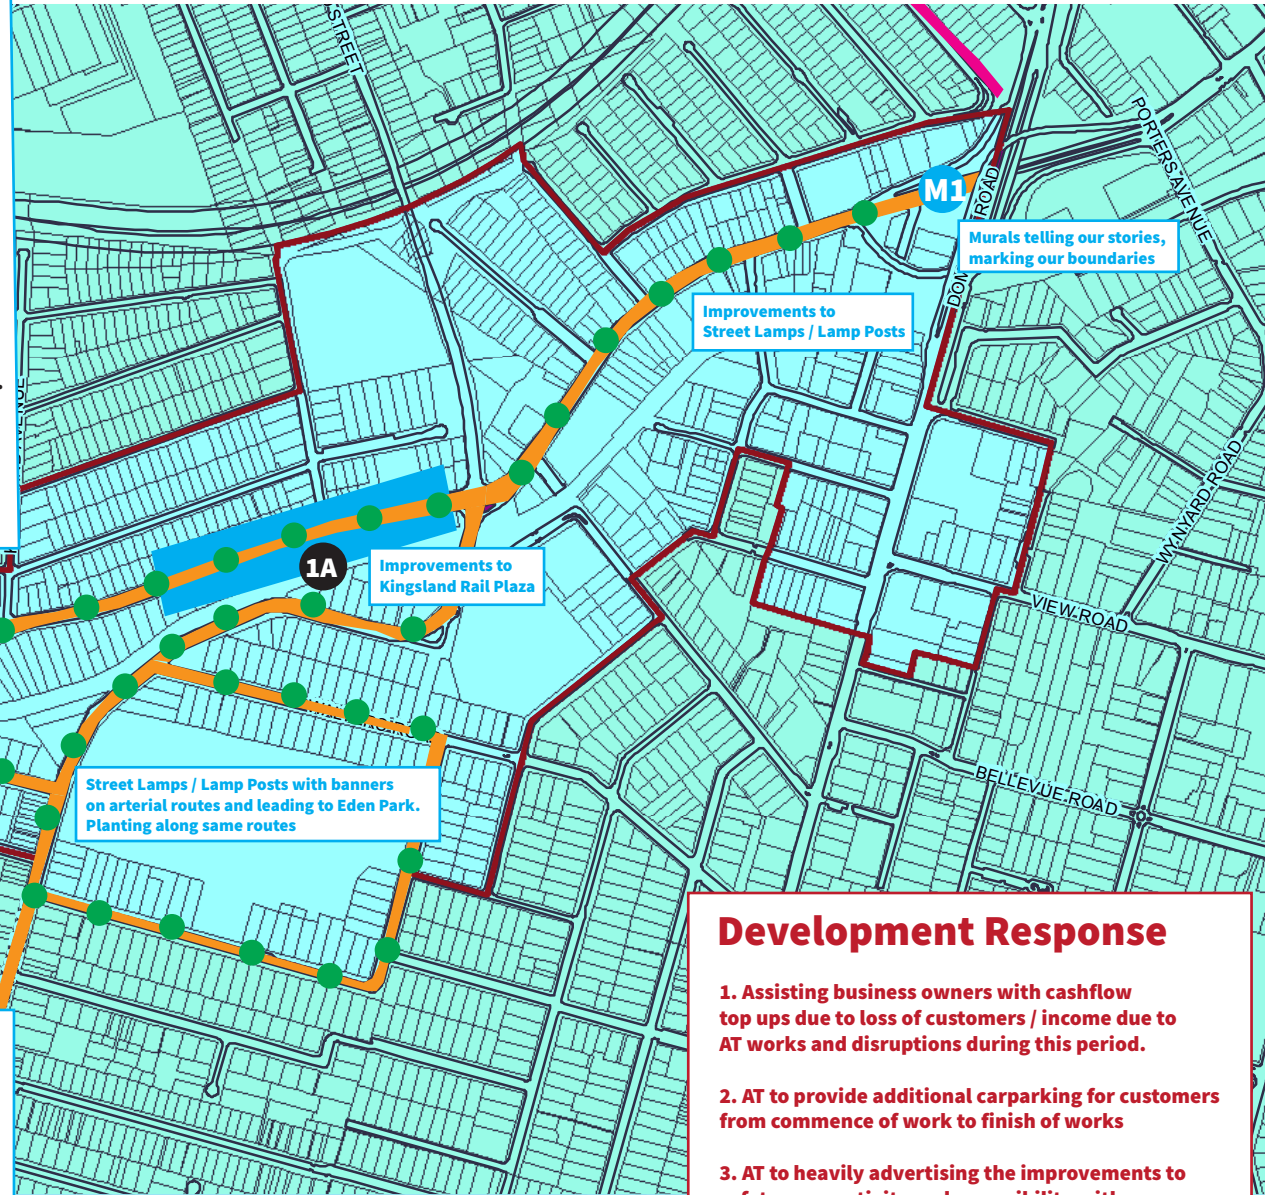 STREET
PORTERS AVENUE
M1
ROAD
Murals telling our stories,
marking our boundaries
DOM
Improvements to
Street Lamps / Lamp Posts
WYNYARD ROAD
1A
Improvements to
Kingsland Rail Plaza
VIEW ROAD
BELLEVUE ROAD
Street Lamps / Lamp Posts with banners
on arterial routes and leading to Eden Park.
Planting along same routes
Development Response
1. Assisting business owners with cashflow
top ups due to loss of customers / income due to
AT works and disruptions during this period.
2. AT to provide additional carparking for customers
from commence of work to finish of works
3. AT to heavily advertising the improvements to